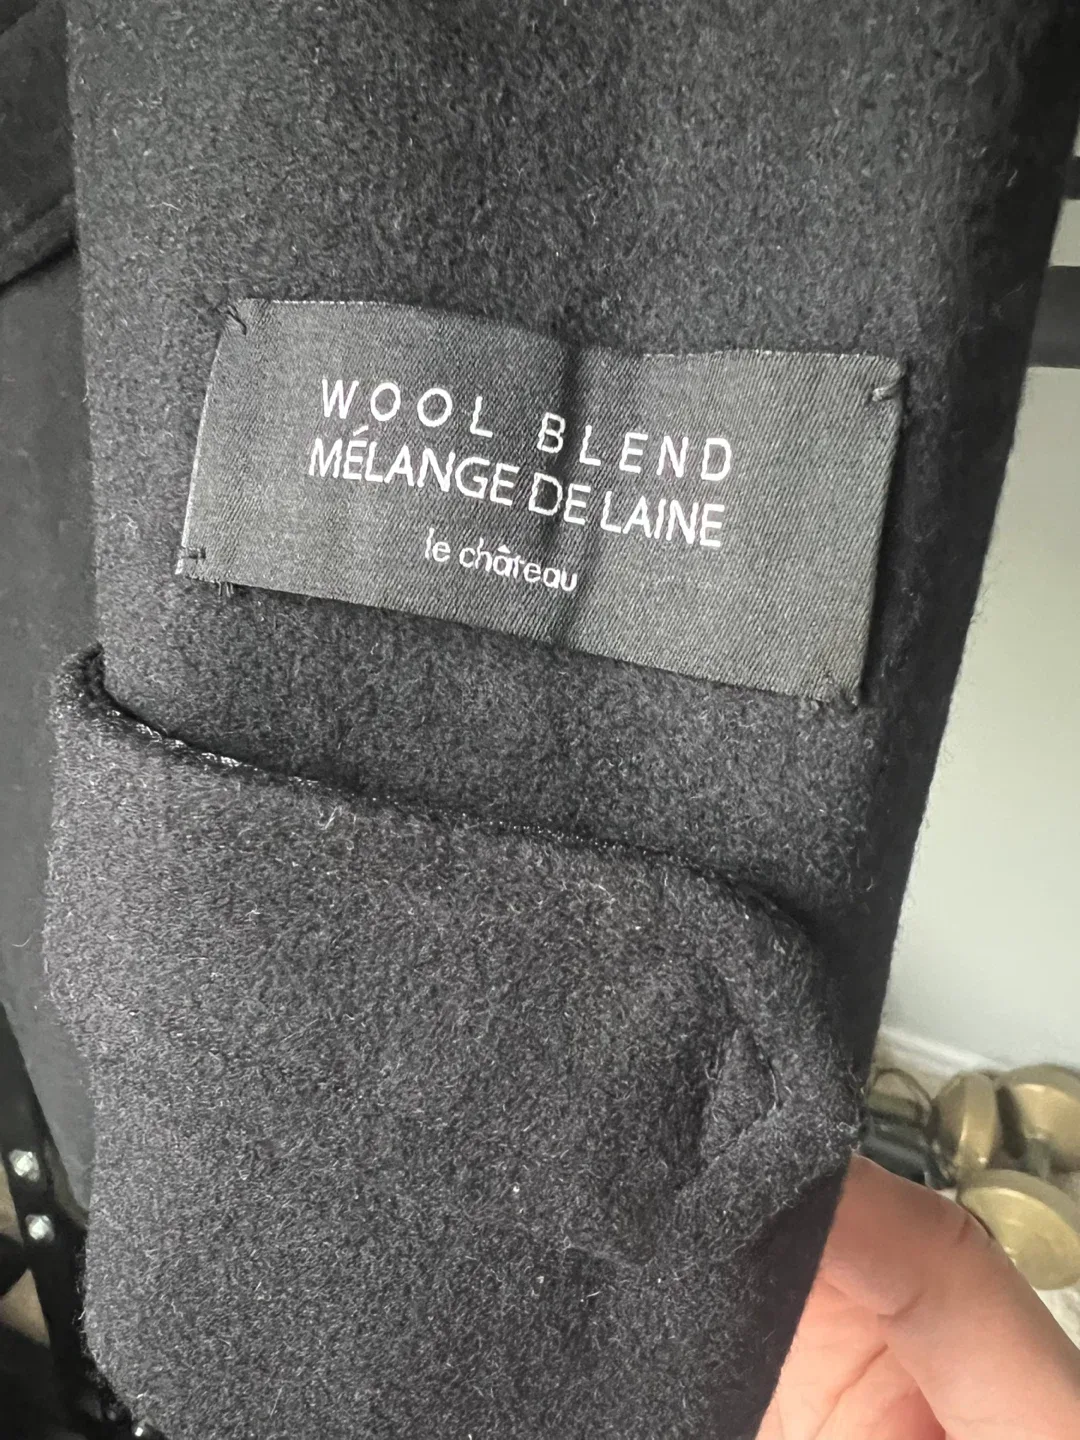 WOOL BLEND
MÉLANGE DE LAINE
le château